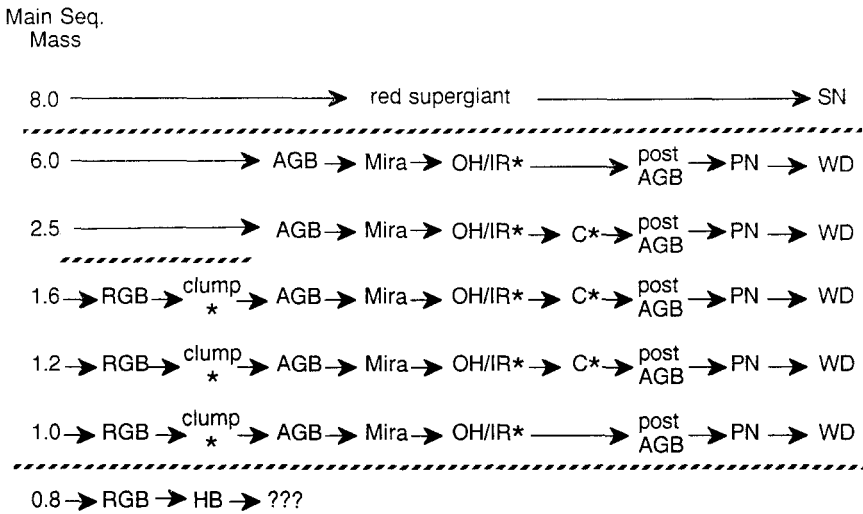 Main Seq.
Mass
8.0 → red supergiant → SN
6.0 → AGB → Mira → OH/IR* → post AGB → PN → WD
2.5 → AGB → Mira → OH/IR* → C* → post AGB → PN → WD
1.6 → RGB → clump * → AGB → Mira → OH/IR* → C* → post AGB → PN → WD
1.2 → RGB → clump * → AGB → Mira → OH/IR* → C* → post AGB → PN → WD
1.0 → RGB → clump * → AGB → Mira → OH/IR* → post AGB → PN → WD
0.8 → RGB → HB → ???